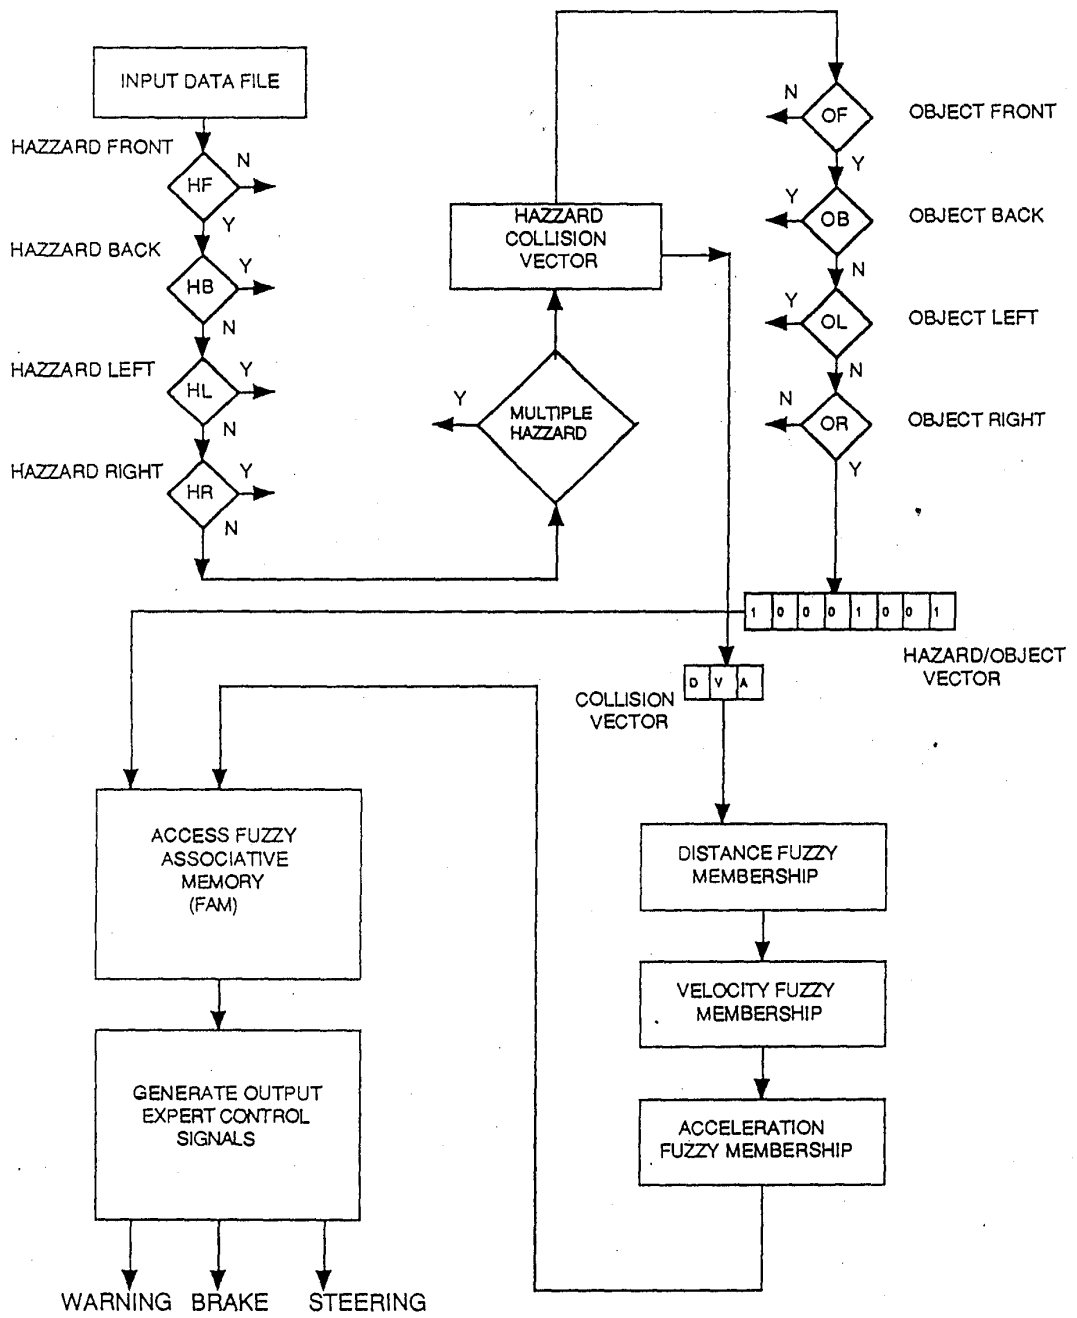 INPUT DATA FILE
HAZZARD FRONT
N
HF
Y
HAZZARD BACK
Y
HB
N
HAZZARD LEFT
Y
HL
N
HAZZARD RIGHT
Y
HR
N
MULTIPLE
HAZZARD
Y
HAZZARD
COLLISION
VECTOR
N
OF
OBJECT FRONT
Y
Y
OB
OBJECT BACK
N
Y
OL
OBJECT LEFT
N
N
OR
OBJECT RIGHT
Y
1 0 0 0 1 0 0 1
HAZARD/OBJECT
VECTOR
D V A
COLLISION
VECTOR
DISTANCE FUZZY
MEMBERSHIP
VELOCITY FUZZY
MEMBERSHIP
ACCELERATION
FUZZY MEMBERSHIP
ACCESS FUZZY
ASSOCIATIVE
MEMORY
(FAM)
GENERATE OUTPUT
EXPERT CONTROL
SIGNALS
WARNING BRAKE STEERING